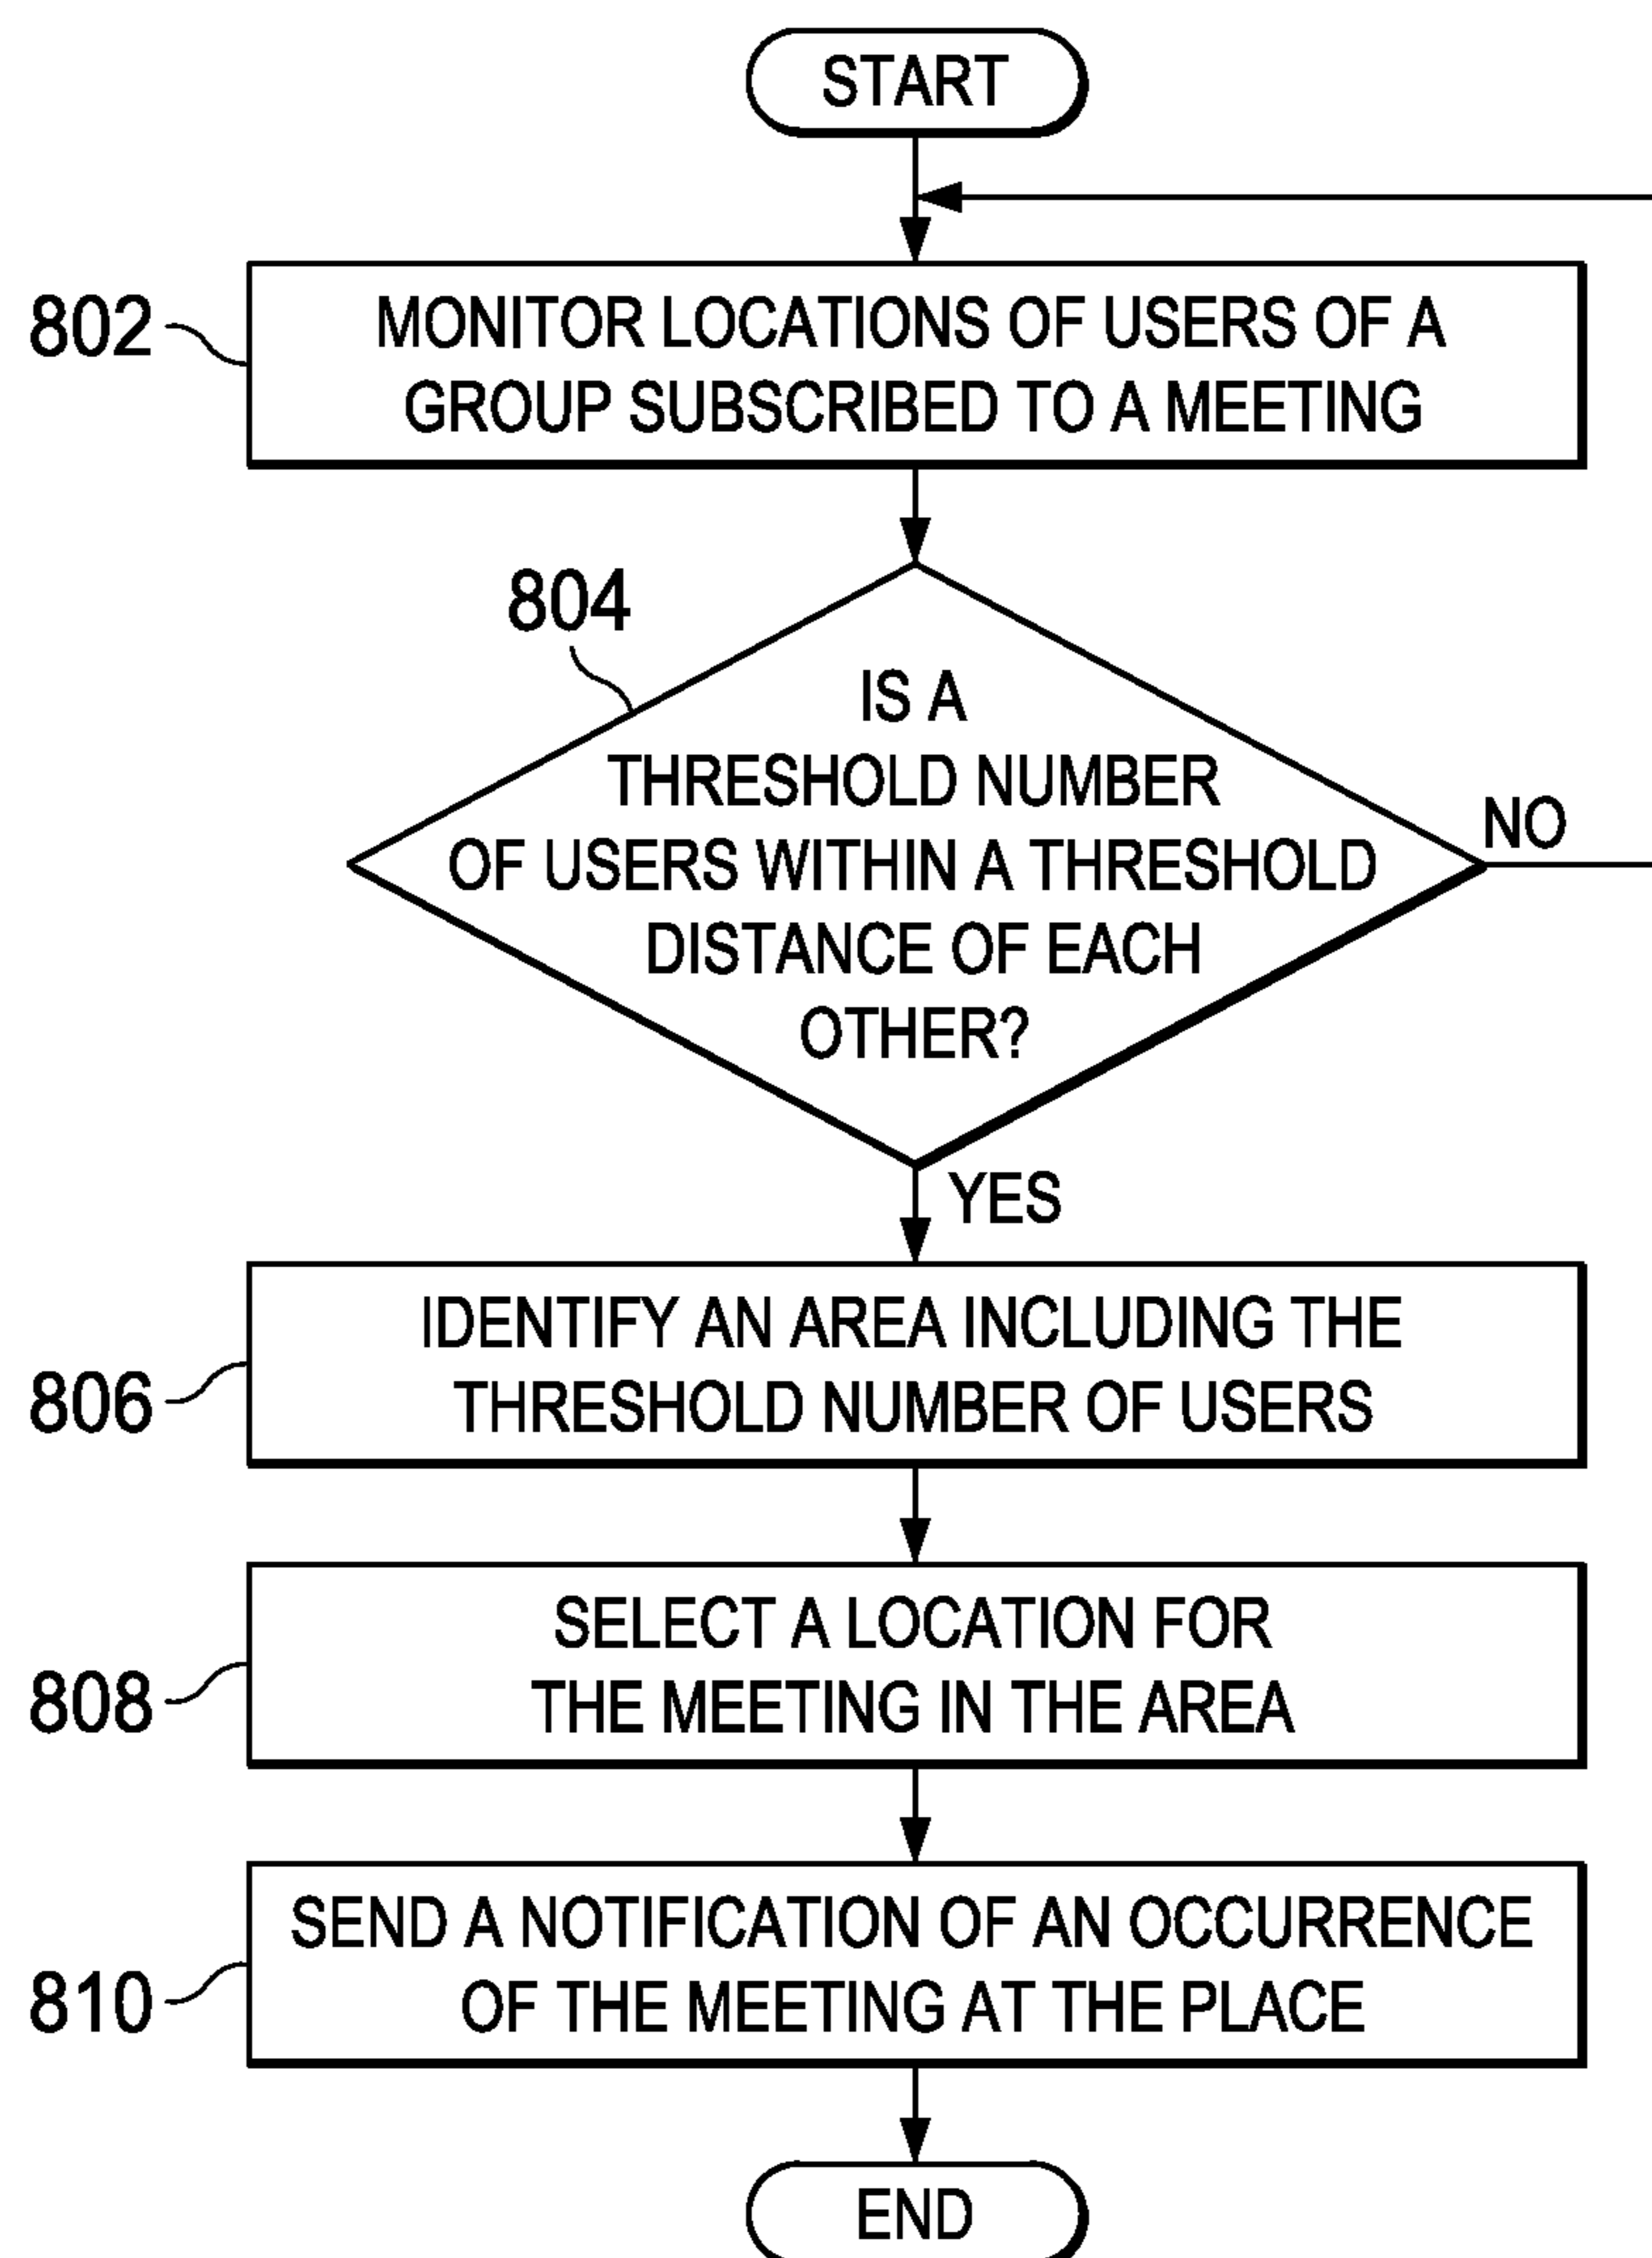 START
802
MONITOR LOCATIONS OF USERS OF A
GROUP SUBSCRIBED TO A MEETING
804
IS A
THRESHOLD NUMBER
OF USERS WITHIN A THRESHOLD
DISTANCE OF EACH
OTHER?
NO
YES
806
IDENTIFY AN AREA INCLUDING THE
THRESHOLD NUMBER OF USERS
808
SELECT A LOCATION FOR
THE MEETING IN THE AREA
810
SEND A NOTIFICATION OF AN OCCURRENCE
OF THE MEETING AT THE PLACE
END